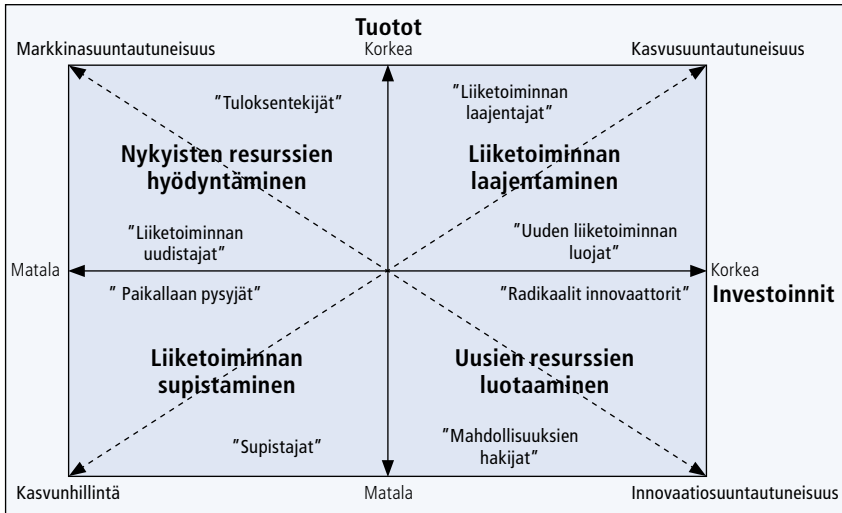 Tuotot
Markkinasuuntautuneisuus
Korkea
Kasvusuuntautuneisuus
"Tuloksentekijät"
"Liiketoiminnan
laajentajat"
Nykyisten resurssien
hyödyntäminen
Liiketoiminnan
laajentaminen
"Liiketoiminnan
uudistajat"
"Uuden liiketoiminnan
luojat"
Matala
Korkea
" Paikallaan pysyjät"
"Radikaalit innovaattorit"
Investoinnit
Liiketoiminnan
supistaminen
Uusien resurssien
luotaaminen
"Supistajat"
"Mahdollisuuksien
hakijat"
Kasvunhillintä
Matala
Innovaatiosuuntautuneisuus